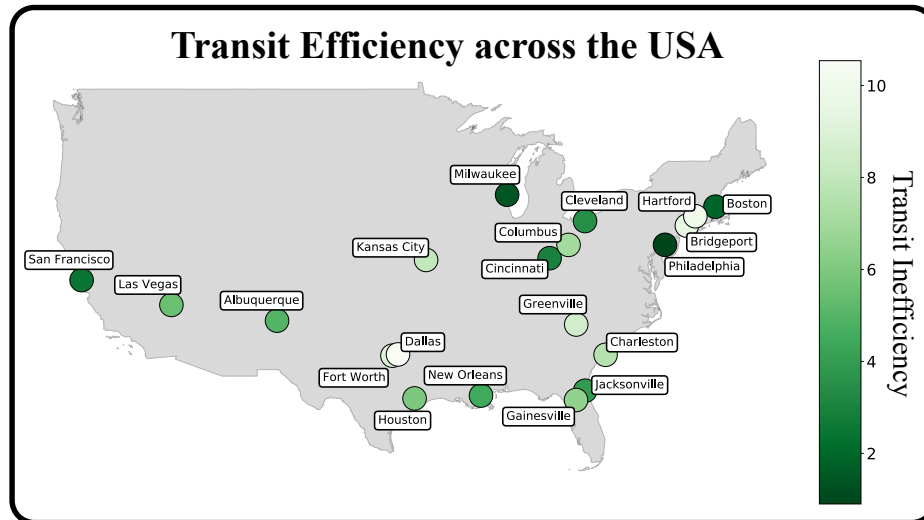 Transit Efficiency across the USA
Milwaukee
Cleveland
Hartford
Boston
Columbus
Bridgeport
Kansas City
San Francisco
Cincinnati
Philadelphia
Las Vegas
Albuquerque
Greenville
Dallas
Charleston
Fort Worth
New Orleans
Jacksonville
Houston
Gainesville
10
8
6
4
2
Transit Inefficiency